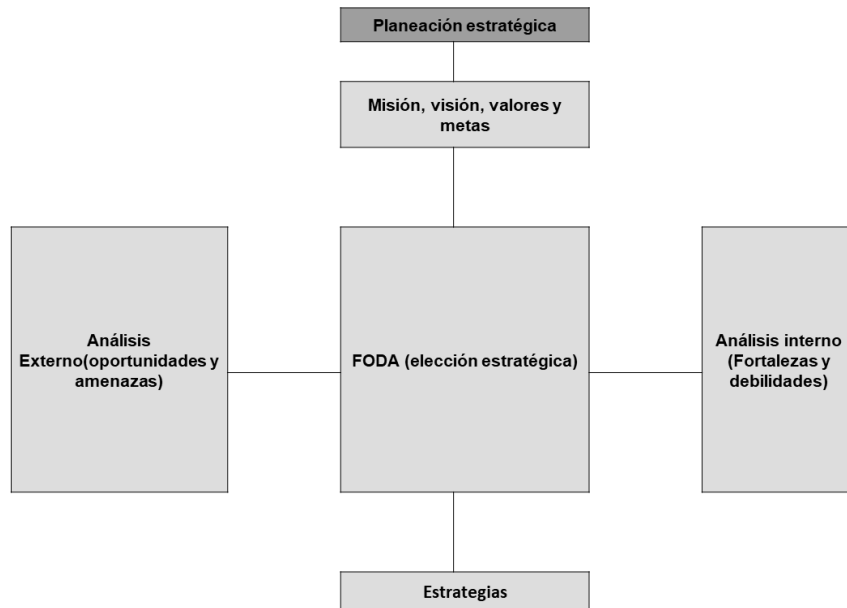 Planeación estratégica
Misión, visión, valores y
metas
Análisis
Externo(oportunidades y
amenazas)
FODA (elección estratégica)
Análisis interno
(Fortalezas y
debilidades)
Estrategias